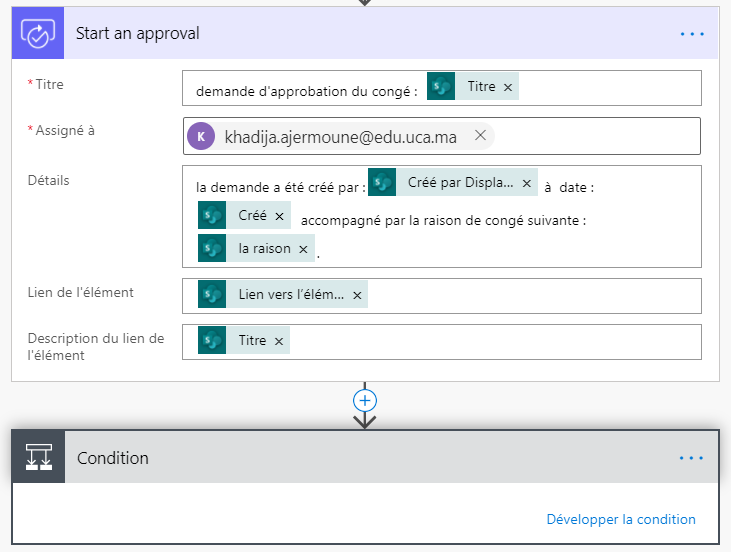 Start an approval
* Titre
demande d'approbation du congé : Titre ×
* Assigné à
K khadija.ajermoune@edu.uca.ma ×
Détails
la demande a été créé par : Créé par Displa... × à date :
Créé × accompagné par la raison de congé suivante :
la raison × .
Lien de l'élément
Lien vers l'élém... ×
Description du lien de
l'élément
Titre ×
Condition
Développer la condition